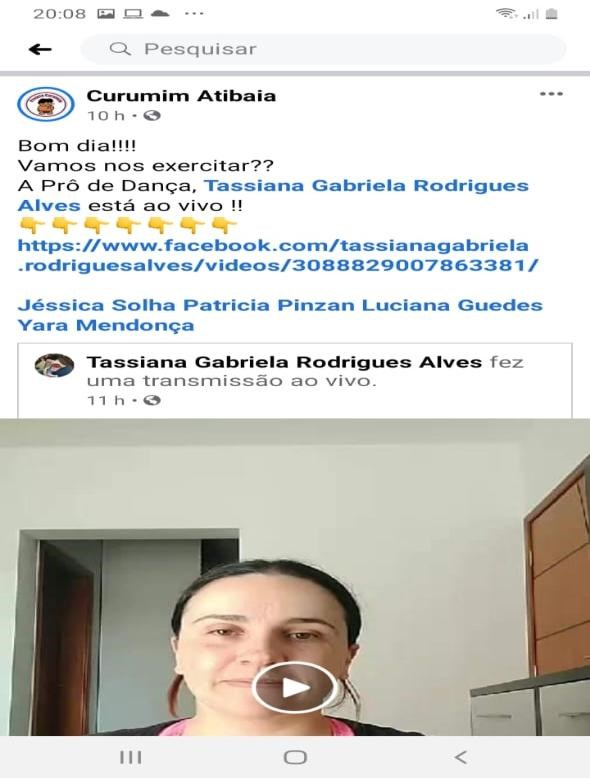 20:08
Pesquisar
Curumim Atibaia
10 h
Bom dia!!!!
Vamos nos exercitar??
A Prô de Dança, Tassiana Gabriela Rodrigues
Alves está ao vivo !!
👇👇👇👇👇👇👇
https://www.facebook.com/tassianagabriela
.rodriguesalves/videos/3088829007863381/
Jéssica Solha Patricia Pinzan Luciana Guedes
Yara Mendonça
Tassiana Gabriela Rodrigues Alves fez
uma transmissão ao vivo.
11 h